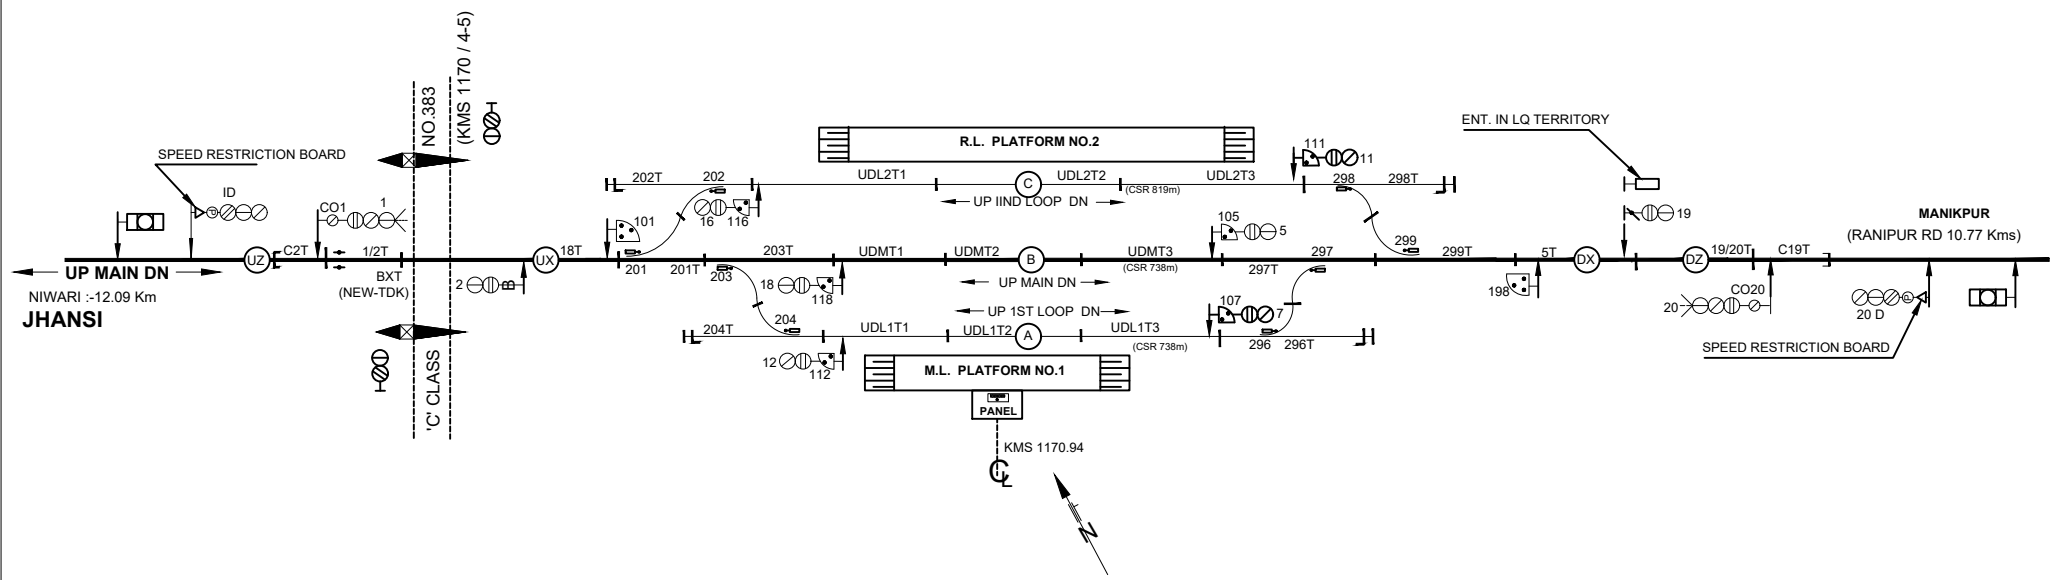 NO.383
(KMS 1170 / 4-5)
'C' CLASS
SPEED RESTRICTION BOARD
ID
P
CO1
1
UZ
C2T
1/2T
BXT
(NEW-TDK)
UP MAIN DN
NIWARI :-12.09 Km
JHANSI
2
B
UX
18T
101
201
201T
203
202T
202
16
116
203T
18
118
204
204T
12
112
R.L. PLATFORM NO.2
UDL2T1
C
UDL2T2
(CSR 819m)
UDL2T3
UP IIND LOOP DN
UDMT1
UDMT2
B
UDMT3
(CSR 738m)
UP MAIN DN
UP 1ST LOOP DN
UDL1T1
UDL1T2
A
UDL1T3
(CSR 738m)
M.L. PLATFORM NO.1
PANEL
KMS 1170.94
CL
N
111
11
298
298T
105
5
297
297T
299
299T
107
7
296
296T
198
5T
DX
ENT. IN LQ TERRITORY
19
DZ
19/20T
C19T
20
CO20
MANIKPUR
(RANIPUR RD 10.77 Kms)
P
20 D
SPEED RESTRICTION BOARD